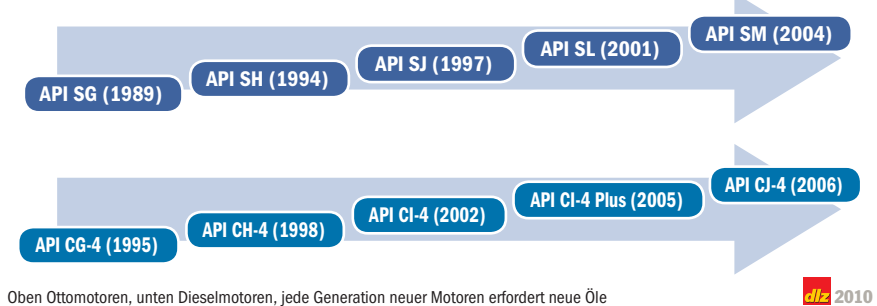 API SG (1989)
API SH (1994)
API SJ (1997)
API SL (2001)
API SM (2004)
API CG-4 (1995)
API CH-4 (1998)
API CI-4 (2002)
API CI-4 Plus (2005)
API CJ-4 (2006)
Oben Ottomotoren, unten Dieselmotoren, jede Generation neuer Motoren erfordert neue Öle
dlz 2010